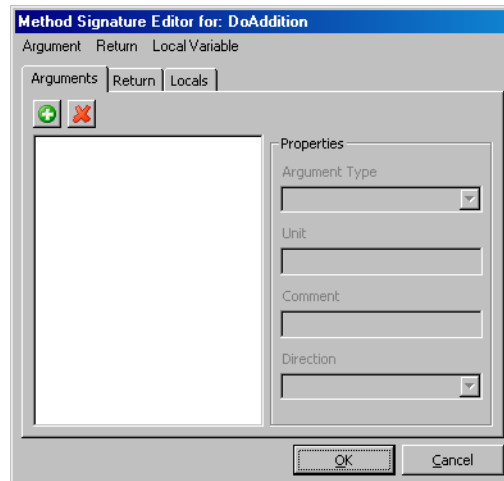 Method Signature Editor for: DoAddition
Argument Return Local Variable
Arguments Return Locals
Properties
Argument Type
Unit
Comment
Direction
OK Cancel